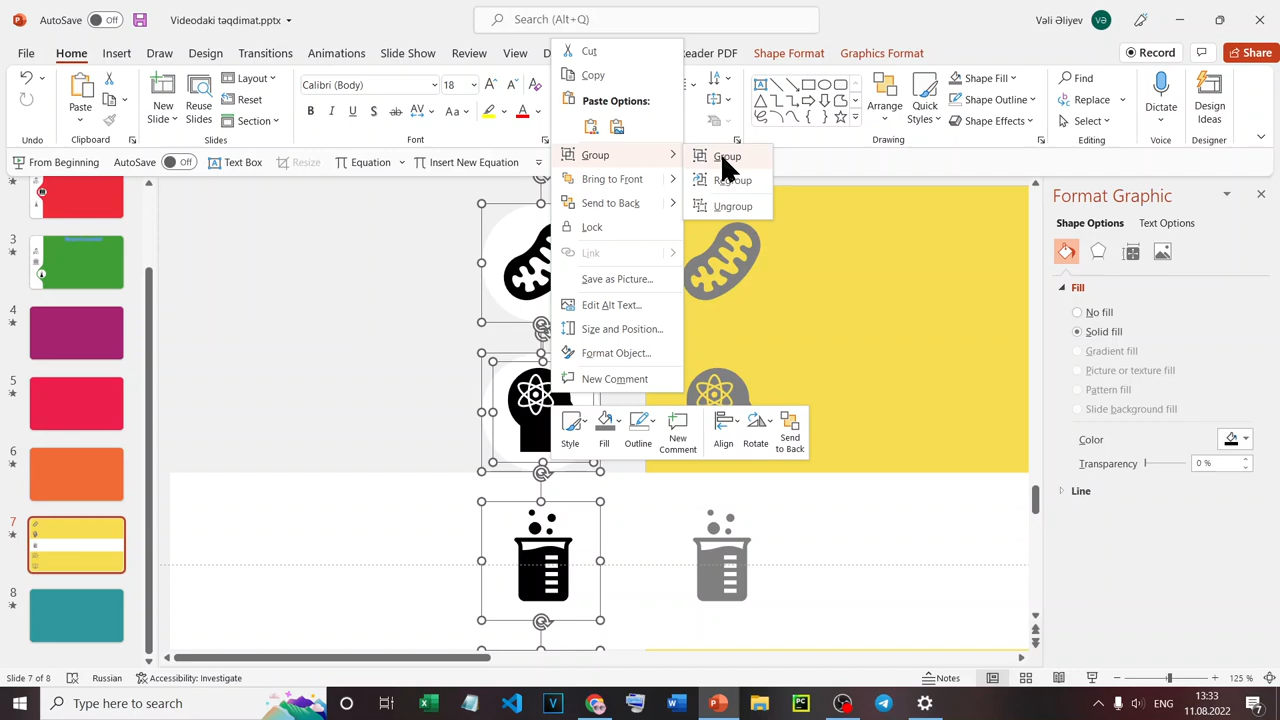 AutoSave Off Videodaki təqdimat.pptx Search (Alt+Q) Vəli Əliyev VƏ
File Home Insert Draw Design Transitions Animations Slide Show Review View Shape Format Graphics Format Record Share
Paste New Slide Reuse Slides Layout Reset Section
Calibri (Body) 18
Arrange Quick Styles Shape Fill Shape Outline Shape Effects
Find Replace Select Dictate Design Ideas
Undo Clipboard Slides Font Drawing Editing Voice Designer
From Beginning AutoSave Off Text Box Resize Equation Insert New Equation
Cut
Copy
Paste Options:
Group
Bring to Front
Send to Back
Lock
Link
Save as Picture...
Edit Alt Text...
Size and Position...
Format Object...
New Comment
Group
Regroup
Ungroup
Style Fill Outline New Comment Align Rotate Send to Back
3
4
5
6
7
8
Format Graphic
Shape Options Text Options
Fill
No fill
Solid fill
Gradient fill
Picture or texture fill
Pattern fill
Slide background fill
Color
Transparency 0 %
Line
Slide 7 of 8 Russian Accessibility: Investigate Notes 125 %
Type here to search ENG 13:33
11.08.2022